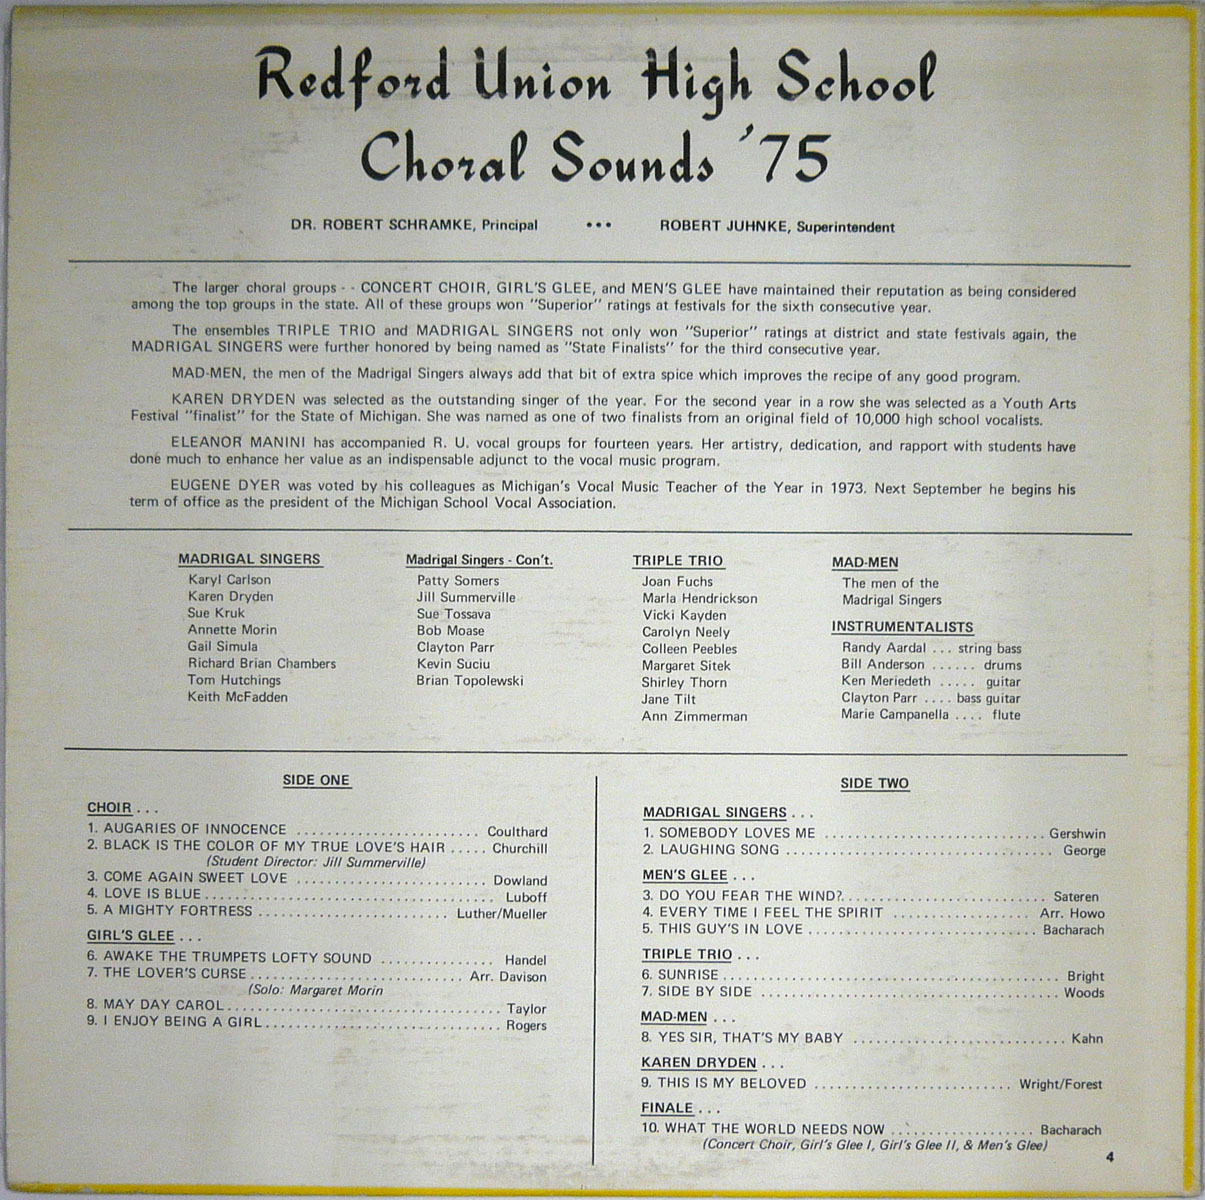 Redford Union High School
Choral Sounds '75
DR. ROBERT SCHRAMKE, Principal ••• ROBERT JUHNKE, Superintendent
The larger choral groups - - CONCERT CHOIR, GIRL'S GLEE, and MEN'S GLEE have maintained their reputation as being considered
among the top groups in the state. All of these groups won "Superior" ratings at festivals for the sixth consecutive year.
The ensembles TRIPLE TRIO and MADRIGAL SINGERS not only won "Superior" ratings at district and state festivals again, the
MADRIGAL SINGERS were further honored by being named as "State Finalists" for the third consecutive year.
MAD-MEN, the men of the Madrigal Singers always add that bit of extra spice which improves the recipe of any good program.
KAREN DRYDEN was selected as the outstanding singer of the year. For the second year in a row she was selected as a Youth Arts
Festival "finalist" for the State of Michigan. She was named as one of two finalists from an original field of 10,000 high school vocalists.
ELEANOR MANINI has accompanied R. U. vocal groups for fourteen years. Her artistry, dedication, and rapport with students have
done much to enhance her value as an indispensable adjunct to the vocal music program.
EUGENE DYER was voted by his colleagues as Michigan's Vocal Music Teacher of the Year in 1973. Next September he begins his
term of office as the president of the Michigan School Vocal Association.
MADRIGAL SINGERS
Karyl Carlson
Karen Dryden
Sue Kruk
Annette Morin
Gail Simula
Richard Brian Chambers
Tom Hutchings
Keith McFadden
Madrigal Singers - Con't.
Patty Somers
Jill Summerville
Sue Tossava
Bob Moase
Clayton Parr
Kevin Suciu
Brian Topolewski
TRIPLE TRIO
Joan Fuchs
Marla Hendrickson
Vicki Kayden
Carolyn Neely
Colleen Peebles
Margaret Sitek
Shirley Thorn
Jane Tilt
Ann Zimmerman
MAD-MEN
The men of the
Madrigal Singers
INSTRUMENTALISTS
Randy Aardal . . . string bass
Bill Anderson . . . . . . drums
Ken Meriedeth . . . . . guitar
Clayton Parr . . . . bass guitar
Marie Campanella . . . . flute
SIDE ONE
CHOIR . . .
1. AUGARIES OF INNOCENCE . . . . . . . . . . Coulthard
2. BLACK IS THE COLOR OF MY TRUE LOVE'S HAIR . . . . . Churchill
(Student Director: Jill Summerville)
3. COME AGAIN SWEET LOVE . . . . . . . . . . Dowland
4. LOVE IS BLUE . . . . . . . . . . Luboff
5. A MIGHTY FORTRESS . . . . . . . . . . Luther/Mueller
GIRL'S GLEE . . .
6. AWAKE THE TRUMPETS LOFTY SOUND . . . . . . . . . . Handel
7. THE LOVER'S CURSE . . . . . . . . . . Arr. Davison
(Solo: Margaret Morin
8. MAY DAY CAROL . . . . . . . . . . Taylor
9. I ENJOY BEING A GIRL . . . . . . . . . . Rogers
SIDE TWO
MADRIGAL SINGERS . . .
1. SOMEBODY LOVES ME . . . . . . . . . . Gershwin
2. LAUGHING SONG . . . . . . . . . . George
MEN'S GLEE . . .
3. DO YOU FEAR THE WIND? . . . . . . . . . . Sateren
4. EVERY TIME I FEEL THE SPIRIT . . . . . . . . . . Arr. Howo
5. THIS GUY'S IN LOVE . . . . . . . . . . Bacharach
TRIPLE TRIO . . .
6. SUNRISE . . . . . . . . . . Bright
7. SIDE BY SIDE . . . . . . . . . . Woods
MAD-MEN . . .
8. YES SIR, THAT'S MY BABY . . . . . . . . . . Kahn
KAREN DRYDEN . . .
9. THIS IS MY BELOVED . . . . . . . . . . Wright/Forest
FINALE . . .
10. WHAT THE WORLD NEEDS NOW . . . . . . . . . . Bacharach
(Concert Choir, Girl's Glee I, Girl's Glee II, & Men's Glee)
4